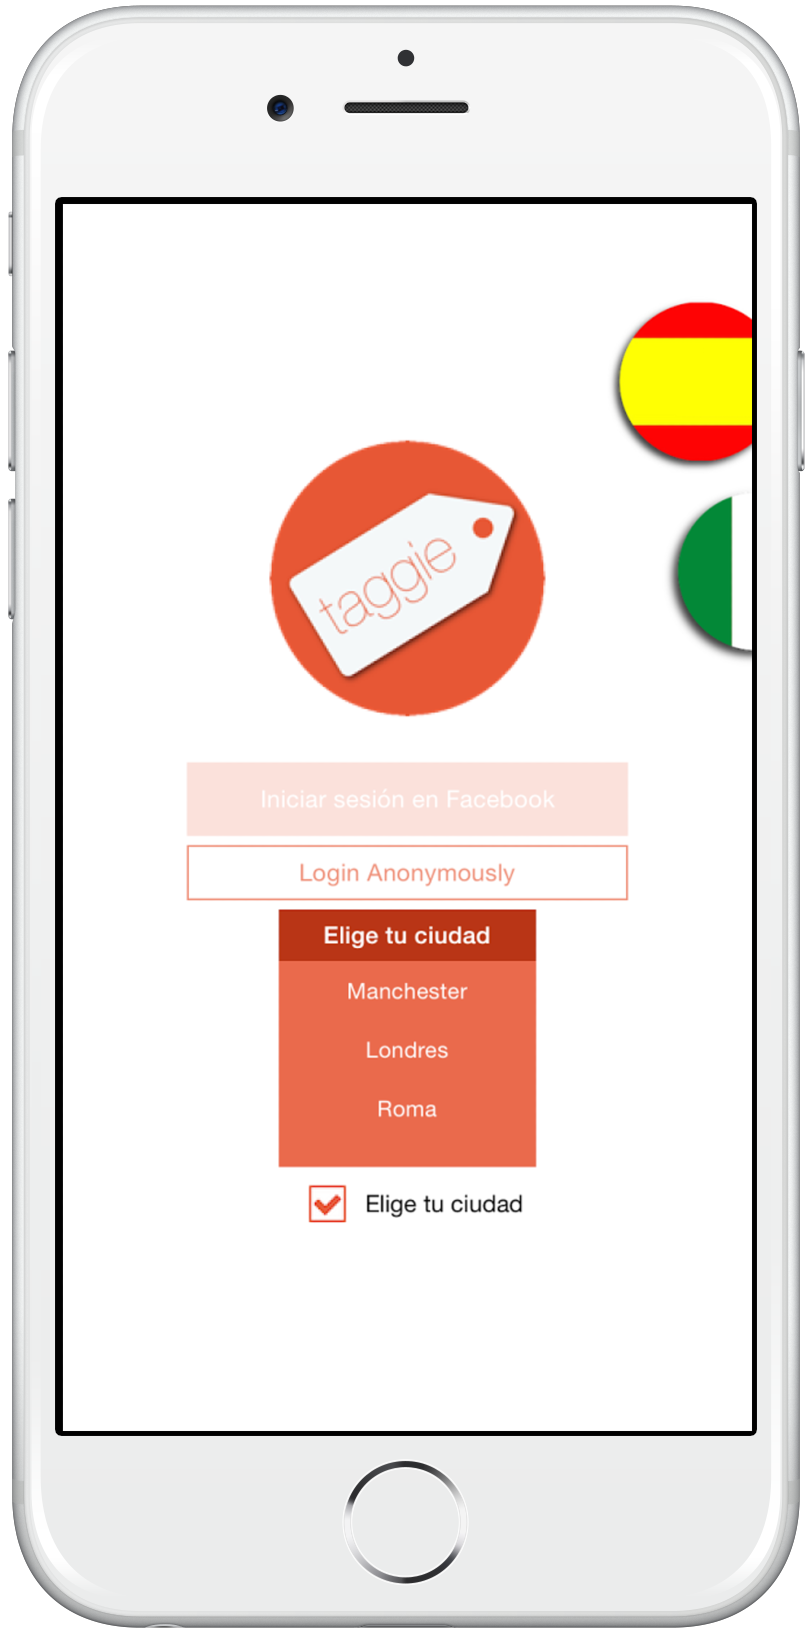 taggie
Iniciar sesión en Facebook
Login Anonymously
Elige tu ciudad
Manchester
Londres
Roma
Elige tu ciudad